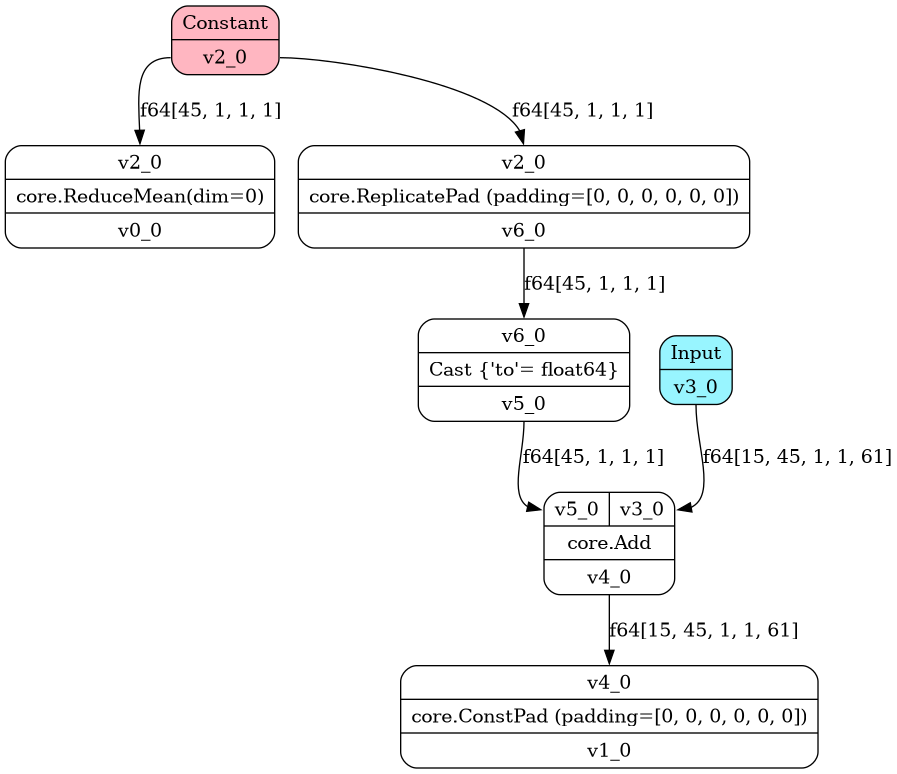 Constant
v2_0
f64[45, 1, 1, 1]
f64[45, 1, 1, 1]
v2_0
core.ReduceMean(dim=0)
v0_0
v2_0
core.ReplicatePad (padding=[0, 0, 0, 0, 0, 0])
v6_0
f64[45, 1, 1, 1]
v6_0
Cast {'to'= float64}
v5_0
Input
v3_0
f64[45, 1, 1, 1]
f64[15, 45, 1, 1, 61]
v5_0 v3_0
core.Add
v4_0
f64[15, 45, 1, 1, 61]
v4_0
core.ConstPad (padding=[0, 0, 0, 0, 0, 0])
v1_0